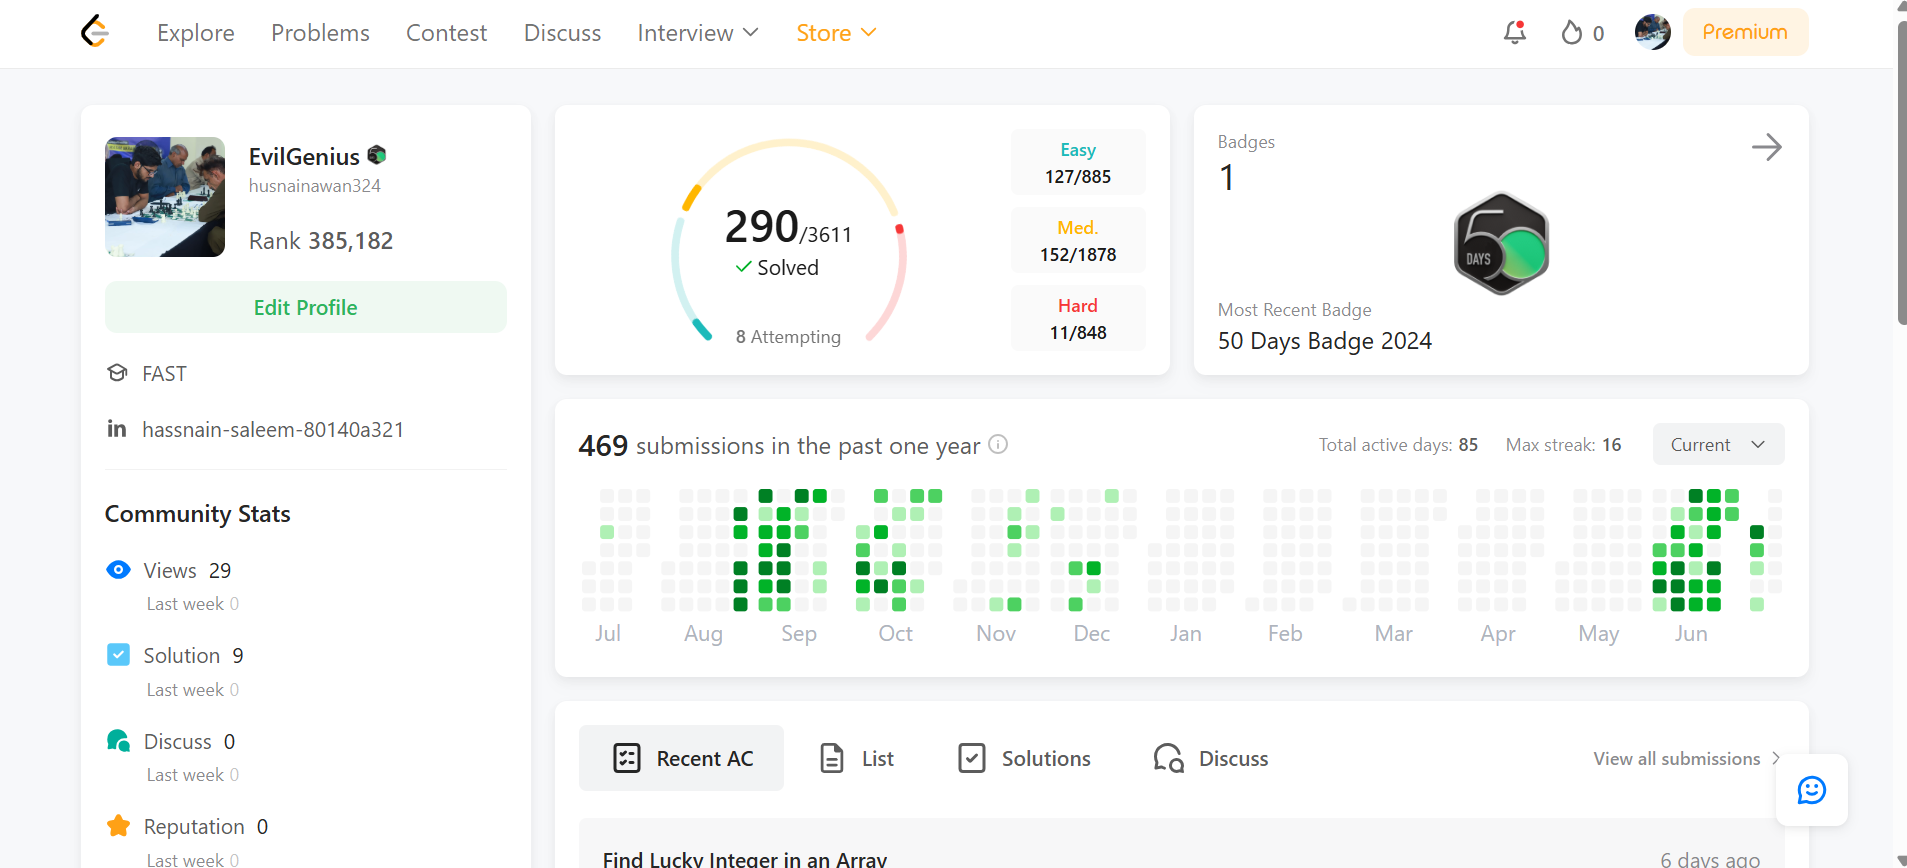 Explore Problems Contest Discuss Interview Store 0 Premium
EvilGenius
husnainawan324
Rank 385,182
Edit Profile
FAST
in hassnain-saleem-80140a321
Community Stats
Views 29
Last week 0
Solution 9
Last week 0
Discuss 0
Last week 0
Reputation 0
Last week 0
290/3611
Solved
8 Attempting
Easy
127/885
Med.
152/1878
Hard
11/848
Badges
1
50
DAYS
Most Recent Badge
50 Days Badge 2024
469 submissions in the past one year Total active days: 85 Max streak: 16 Current
Jul Aug Sep Oct Nov Dec Jan Feb Mar Apr May Jun
Recent AC List Solutions Discuss View all submissions
Find Lucky Integer in an Array 6 days ago